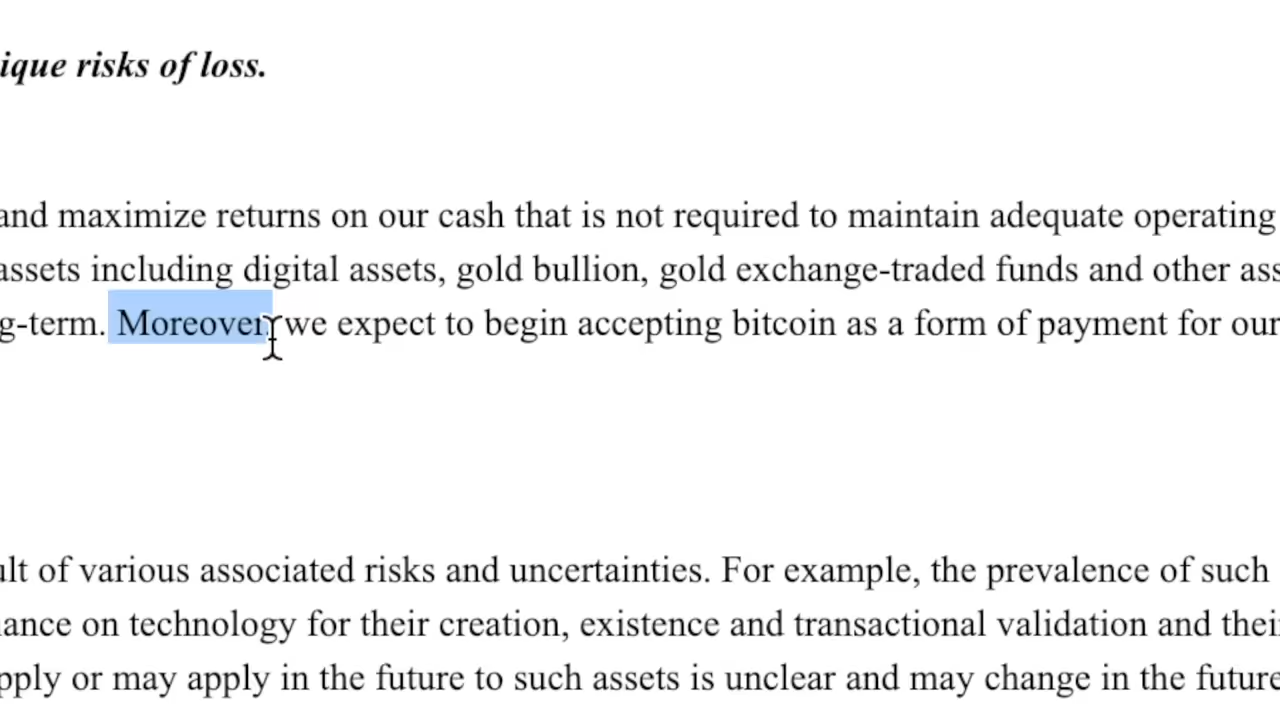 ique risks of loss.
and maximize returns on our cash that is not required to maintain adequate operating
assets including digital assets, gold bullion, gold exchange-traded funds and other ass
g-term. Moreover, we expect to begin accepting bitcoin as a form of payment for our
ult of various associated risks and uncertainties. For example, the prevalence of such
iance on technology for their creation, existence and transactional validation and thei
pply or may apply in the future to such assets is unclear and may change in the future